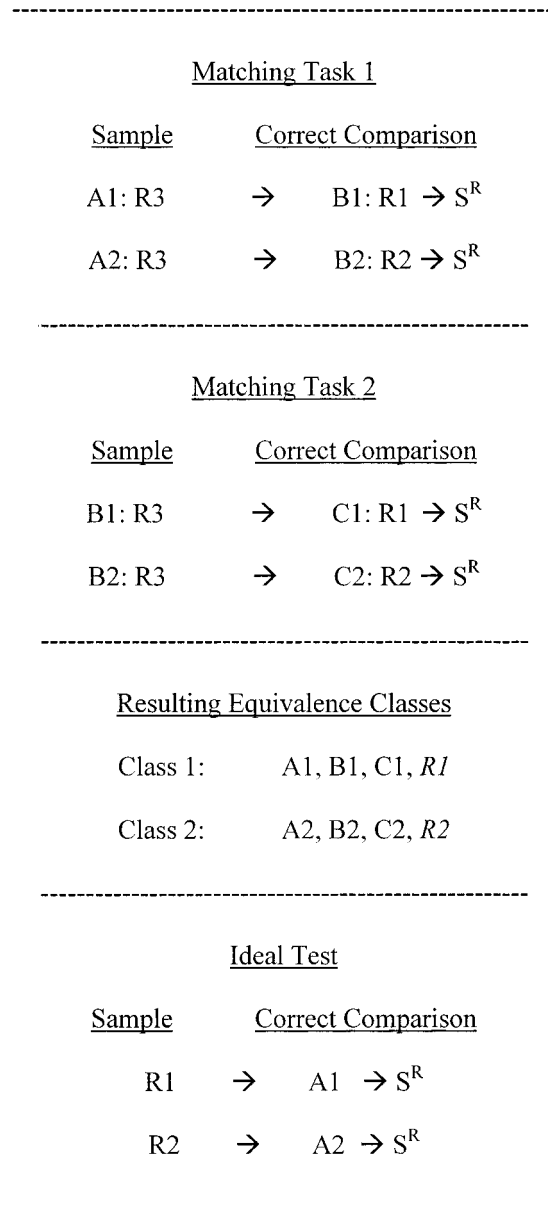 Matching Task 1
Sample Correct Comparison
A1: R3 → B1: R1 → S^R
A2: R3 → B2: R2 → S^R
Matching Task 2
Sample Correct Comparison
B1: R3 → C1: R1 → S^R
B2: R3 → C2: R2 → S^R
Resulting Equivalence Classes
Class 1: A1, B1, C1, R1
Class 2: A2, B2, C2, R2
Ideal Test
Sample Correct Comparison
R1 → A1 → S^R
R2 → A2 → S^R